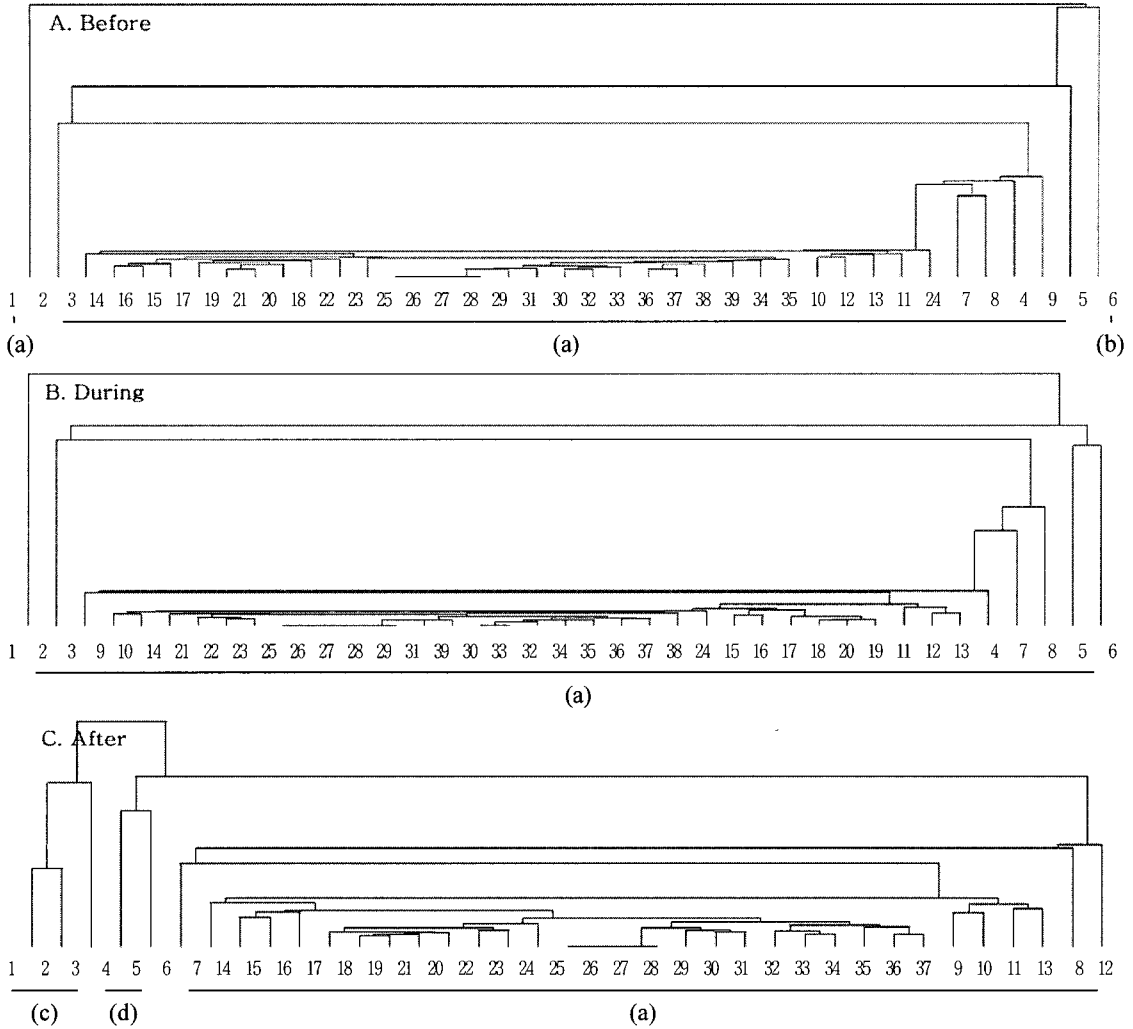 A. Before
1 2 3 14 16 15 17 19 21 20 18 22 23 25 26 27 28 29 31 30 32 33 36 37 38 39 34 35 10 12 13 11 24 7 8 4 9 5 6
(a) (a) (b)
B. During
1 2 3 9 10 14 21 22 23 25 26 27 28 29 31 39 30 33 32 34 35 36 37 38 24 15 16 17 18 20 19 11 12 13 4 7 8 5 6
(a)
C. After
1 2 3 4 5 6 7 14 15 16 17 18 19 21 20 22 23 24 25 26 27 28 29 30 31 32 33 34 35 36 37 9 10 11 13 8 12
(c) (d) (a)